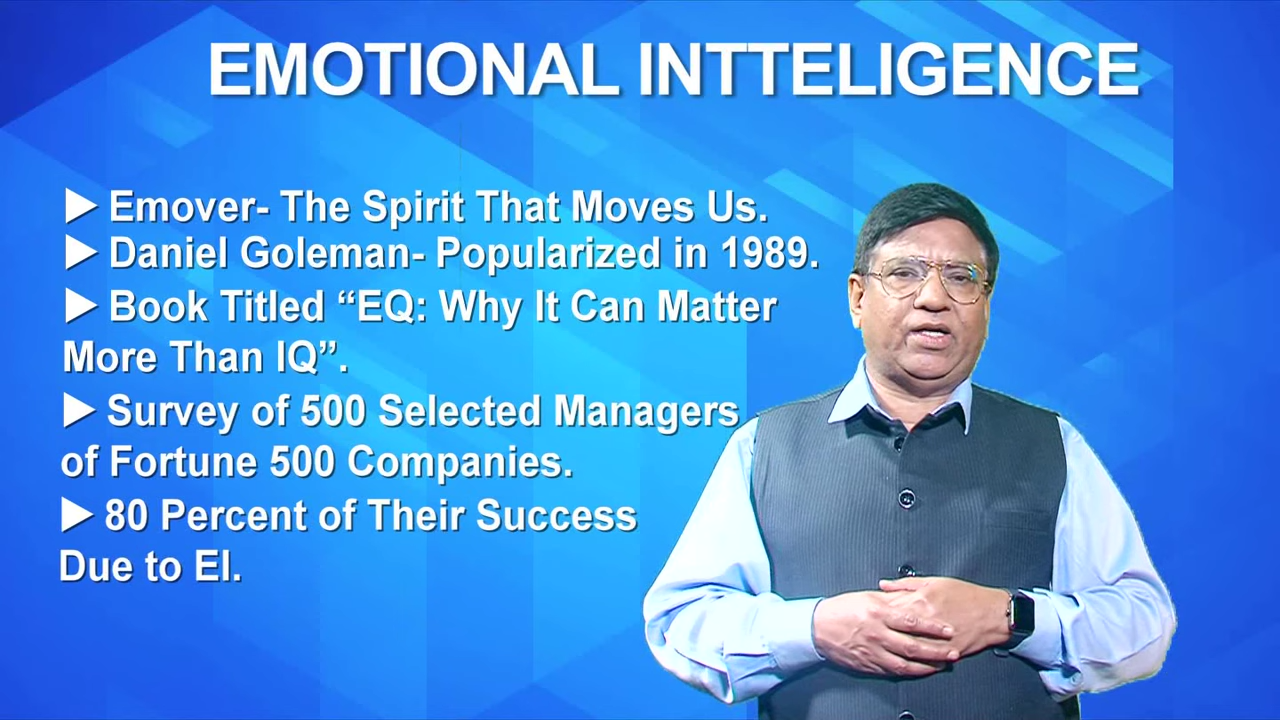 EMOTIONAL INTTELIGENCE
▶ Emover- The Spirit That Moves Us.
▶ Daniel Goleman- Popularized in 1989.
▶ Book Titled “EQ: Why It Can Matter
More Than IQ”.
▶ Survey of 500 Selected Managers
of Fortune 500 Companies.
▶ 80 Percent of Their Success
Due to EI.